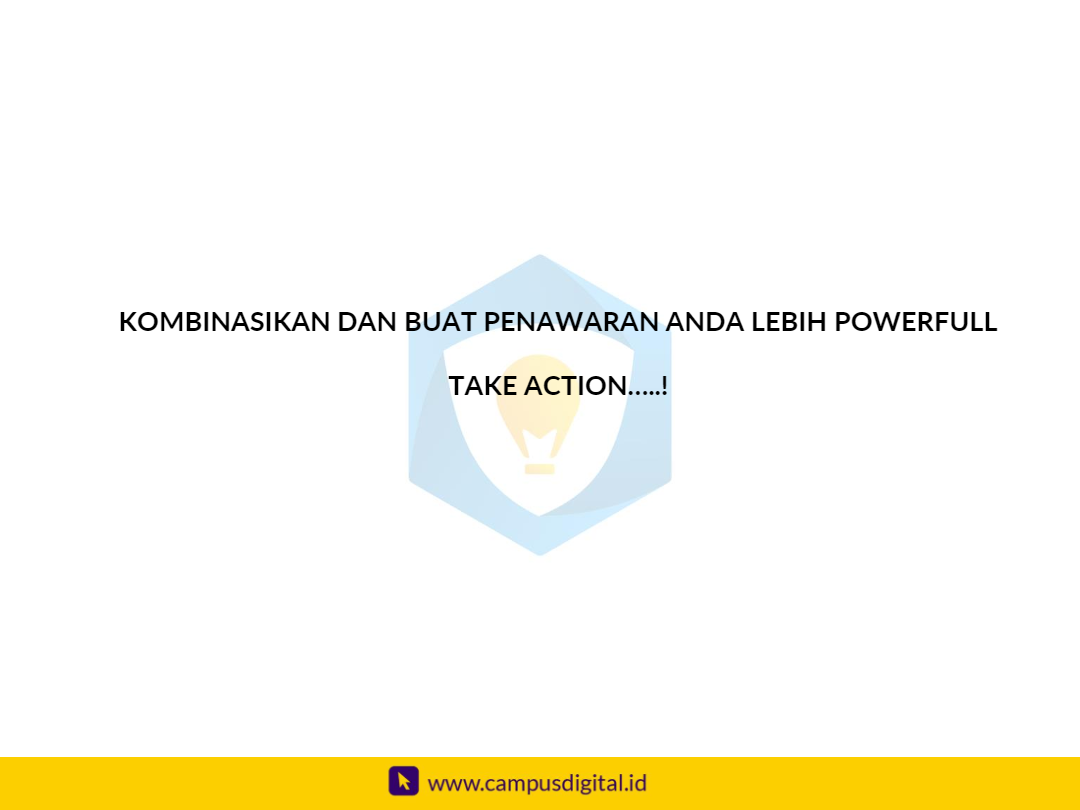 KOMBINASIKAN DAN BUAT PENAWARAN ANDA LEBIH POWERFULL
TAKE ACTION.....!
www.campusdigital.id